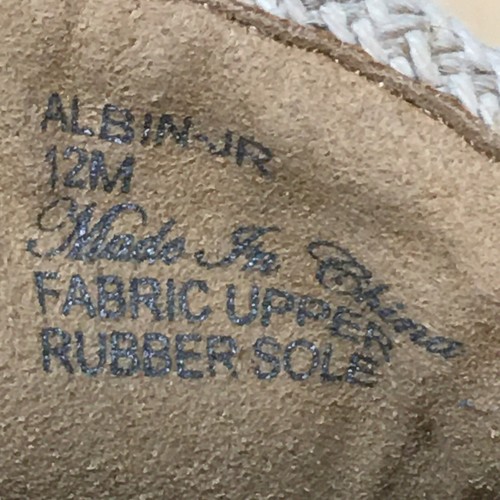 ALBIN-JR
12M
Made In China
FABRIC UPPER
RUBBER SOLE